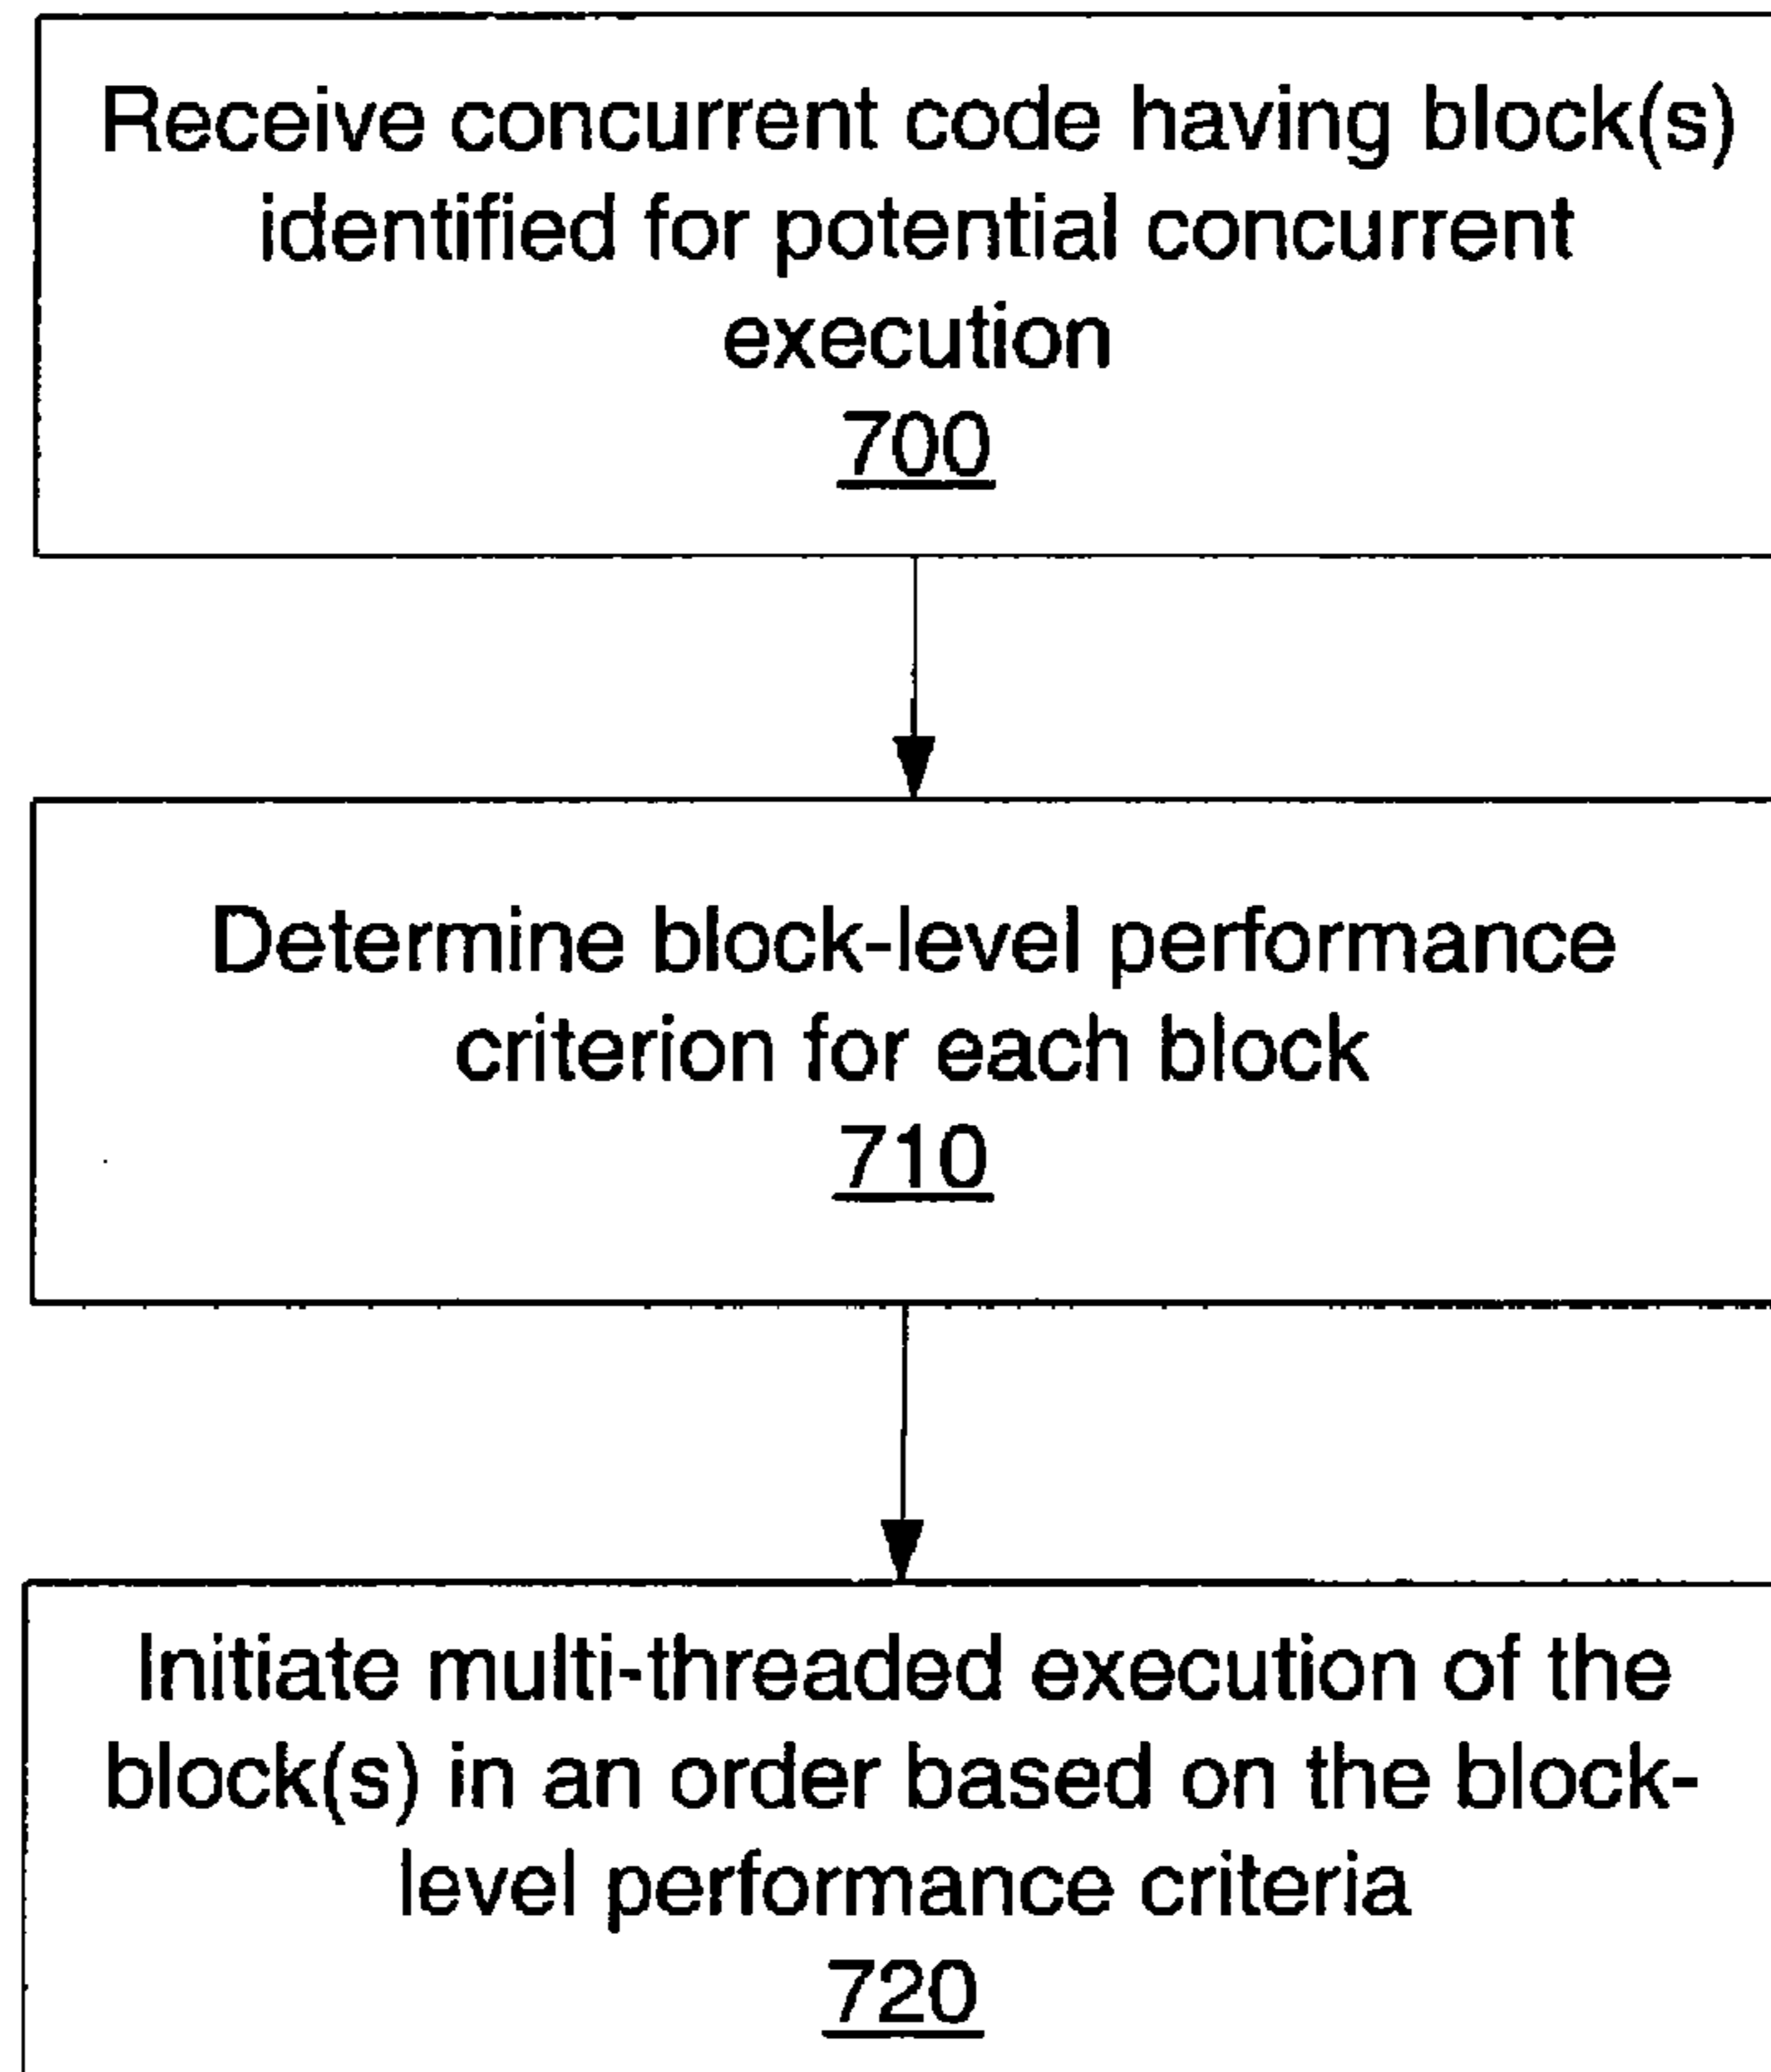 Receive concurrent code having block(s)
identified for potential concurrent
execution
700
Determine block-level performance
criterion for each block
710
Initiate multi-threaded execution of the
block(s) in an order based on the block-
level performance criteria
720